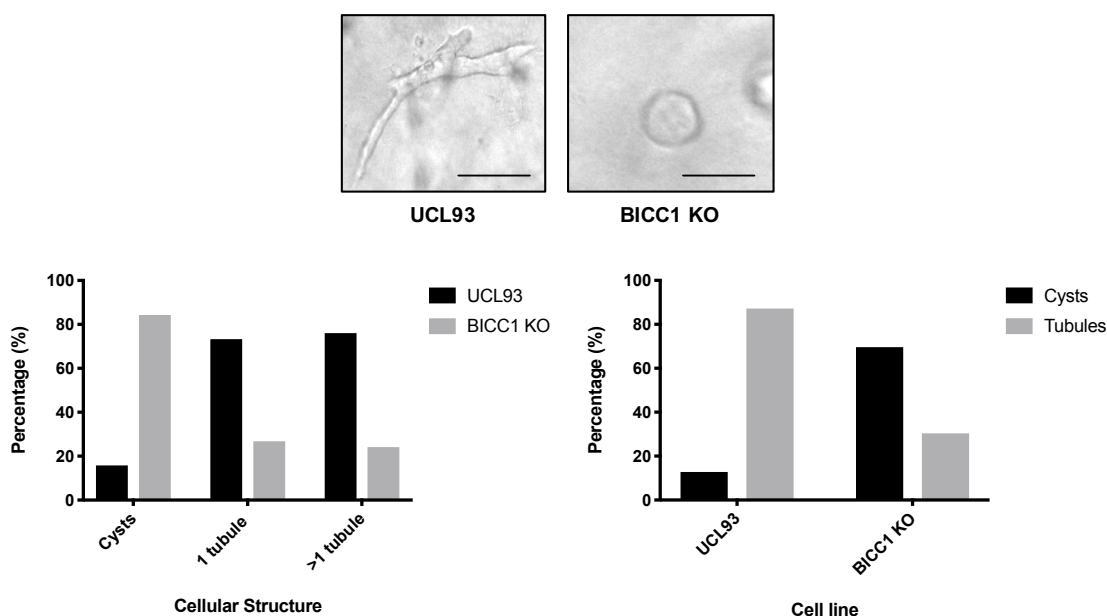 UCL93
BICC1 KO
Percentage (%)
100
80
60
40
20
0
UCL93
BICC1 KO
Cysts
1 tubule
>1 tubule
Cellular Structure
Percentage (%)
100
80
60
40
20
0
Cysts
Tubules
UCL93
BICC1 KO
Cell line